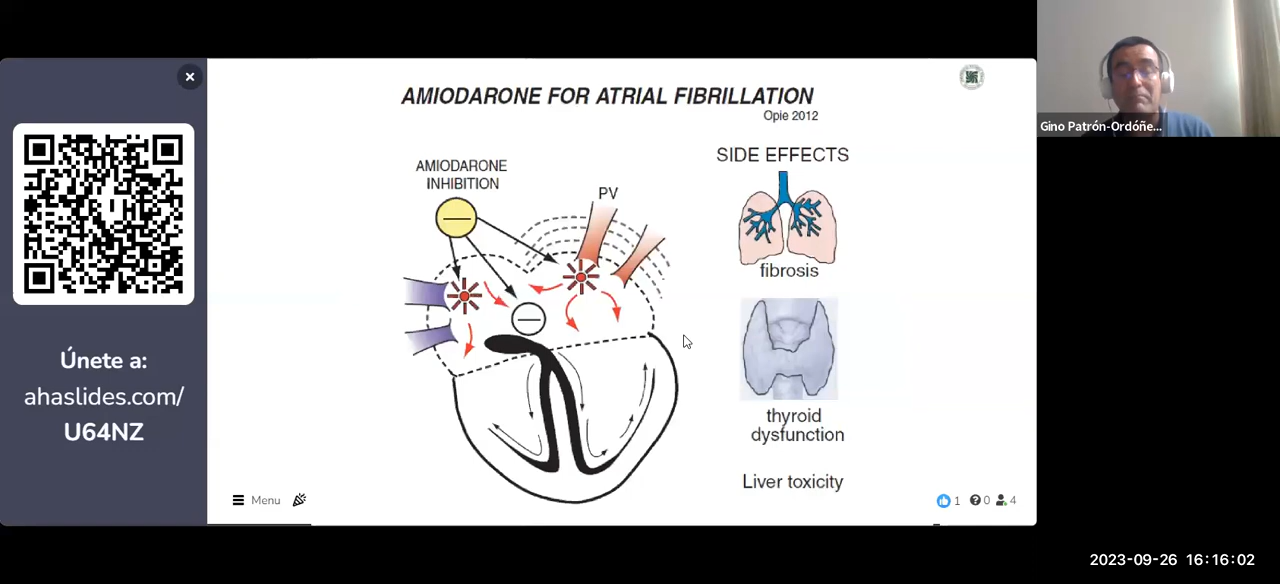 AMIODARONE FOR ATRIAL FIBRILLATION
Opie 2012
AMIODARONE
INHIBITION
PV
SIDE EFFECTS
fibrosis
thyroid
dysfunction
Liver toxicity
Únete a:
ahaslides.com/
U64NZ
Menu
1
0
4
Gino Patrón-Ordóñe...
2023-09-26 16:16:02